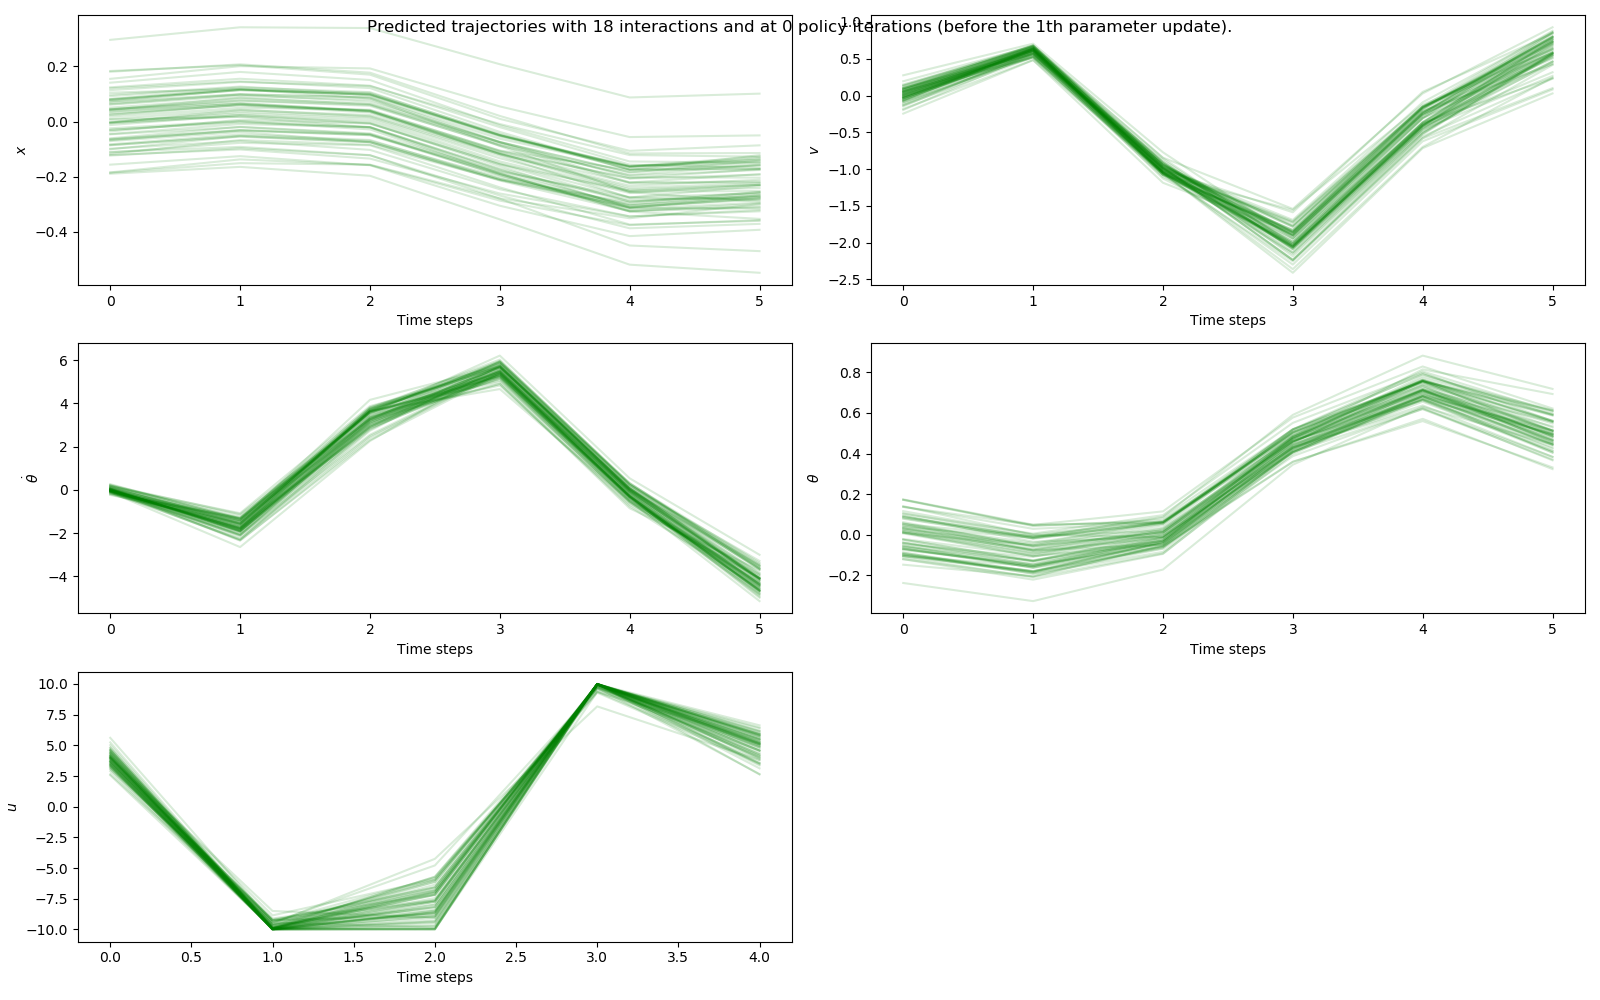 Predicted trajectories with 18 interactions and at 0 policy iterations (before the 1th parameter update).
0.2
0.0
−0.2
−0.4
x
0 1 2 3 4 5
Time steps
1.0
0.5
0.0
−0.5
−1.0
−1.5
−2.0
−2.5
v
0 1 2 3 4 5
Time steps
6
4
2
0
−2
−4
θ̇
0 1 2 3 4 5
Time steps
0.8
0.6
0.4
0.2
0.0
−0.2
θ
0 1 2 3 4 5
Time steps
10.0
7.5
5.0
2.5
0.0
−2.5
−5.0
−7.5
−10.0
u
0.0 0.5 1.0 1.5 2.0 2.5 3.0 3.5 4.0
Time steps